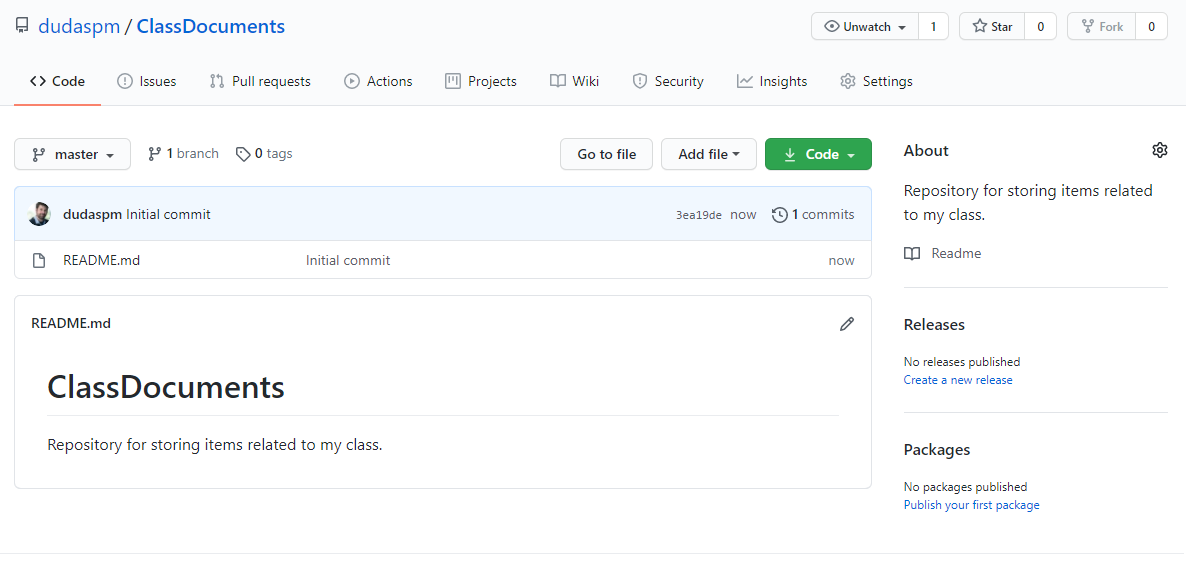 dudaspm / ClassDocuments
Unwatch 1 Star 0 Fork 0
Code Issues Pull requests Actions Projects Wiki Security Insights Settings
master 1 branch 0 tags Go to file Add file Code
dudaspm Initial commit 3ea19de now 1 commits
README.md Initial commit now
README.md
ClassDocuments
Repository for storing items related to my class.
About
Repository for storing items related
to my class.
Readme
Releases
No releases published
Create a new release
Packages
No packages published
Publish your first package